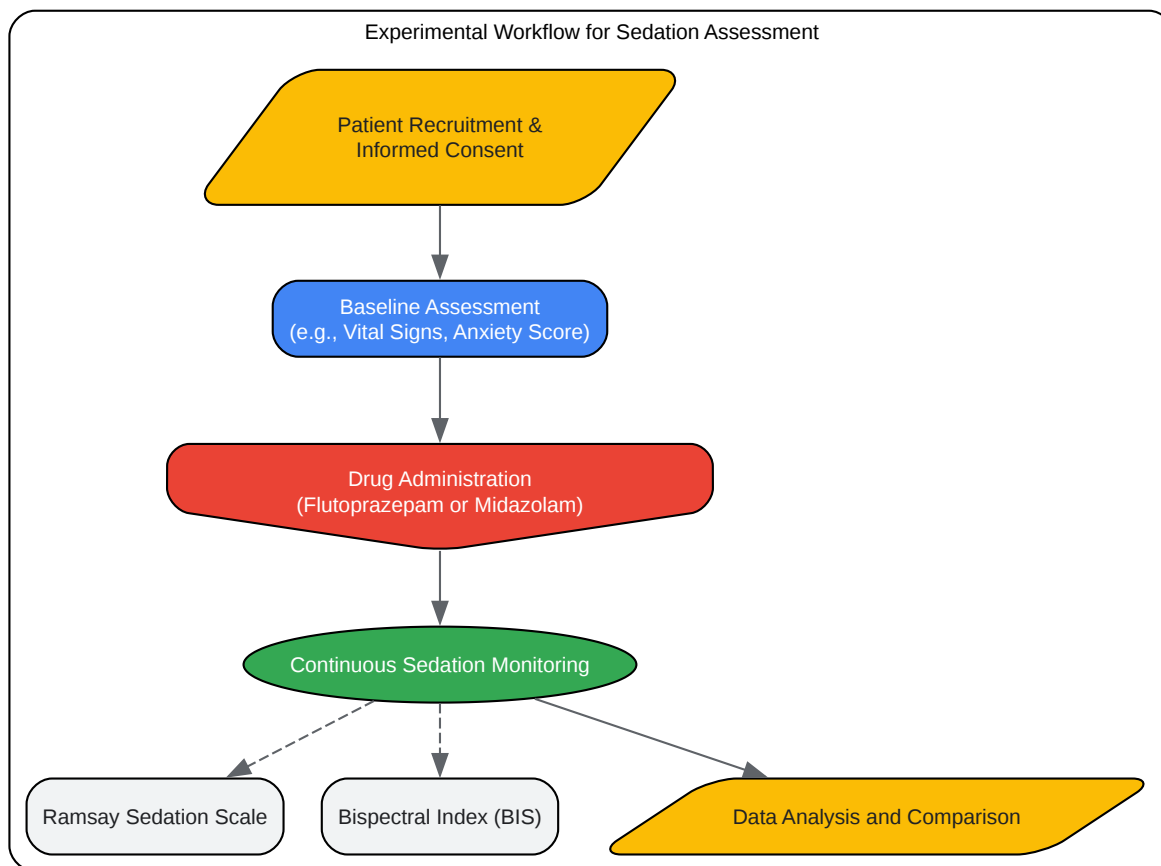 Experimental Workflow for Sedation Assessment
Patient Recruitment &
Informed Consent
Baseline Assessment
(e.g., Vital Signs, Anxiety Score)
Drug Administration
(Flutoprazepam or Midazolam)
Continuous Sedation Monitoring
Ramsay Sedation Scale
Bispectral Index (BIS)
Data Analysis and Comparison